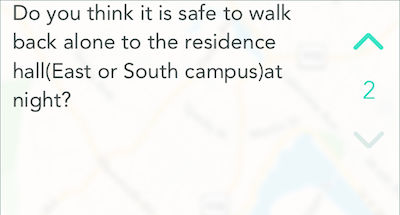 Do you think it is safe to walk
back alone to the residence
hall(East or South campus)at
night?
2